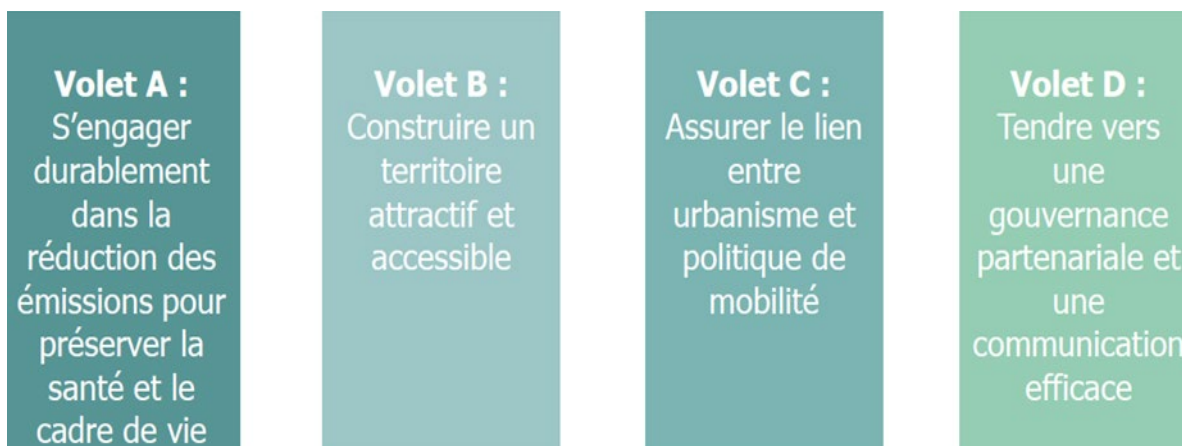 Volet A :
S’engager
durablement
dans la
réduction des
émissions pour
préserver la
santé et le
cadre de vie
Volet B :
Construire un
territoire
attractif et
accessible
Volet C :
Assurer le lien
entre
urbanisme et
politique de
mobilité
Volet D :
Tendre vers
une
gouvernance
partenariale et
une
communication
efficace